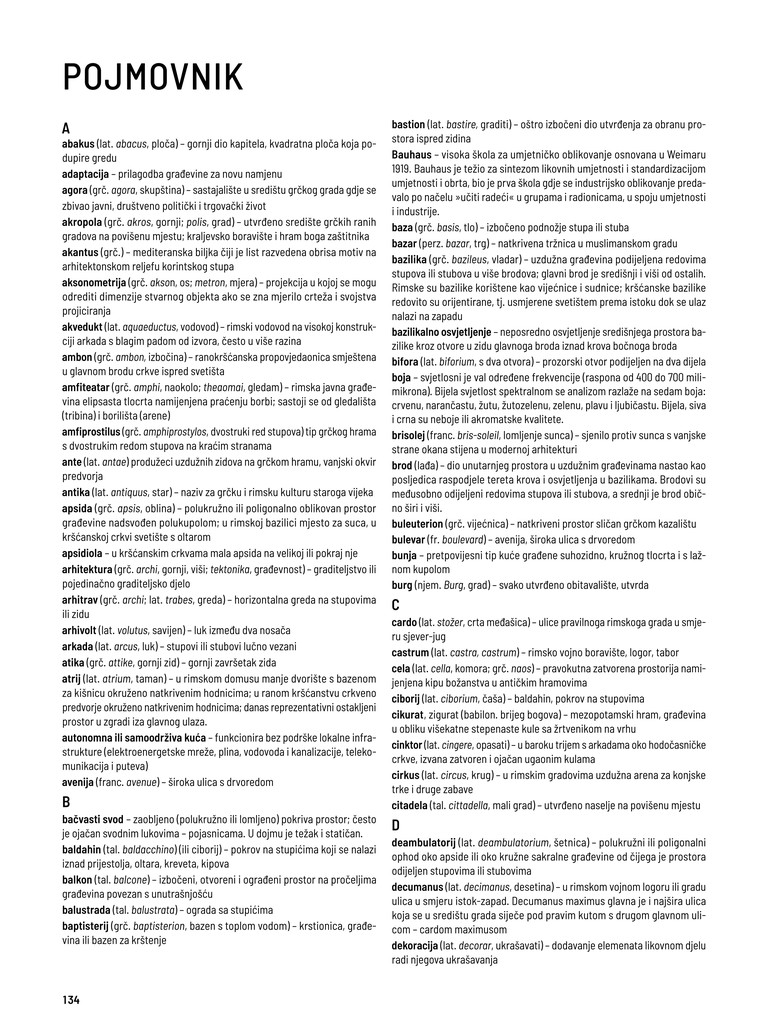 POJMOVNIK
A
abakus (lat. abacus, ploča) – gornji dio kapitela, kvadratna ploča koja po-
dupire gredu
adaptacija – prilagodba građevine za novu namjenu
agora (grč. agora, skupština) – sastajalište u središtu grčkog grada gdje se
zbivao javni, društveno politički i trgovački život
akropola (grč. akros, gornji; polis, grad) – utvrđeno središte grčkih ranih
gradova na povišenu mjestu; kraljevsko boravište i hram boga zaštitnika
akantus (grč.) – mediteranska biljka čiji je list razvedena obrisa motiv na
arhitektonskom reljefu korintskog stupa
aksonometrija (grč. akson, os; metron, mjera) – projekcija u kojoj se mogu
odrediti dimenzije stvarnog objekta ako se zna mjerilo crteža i svojstva
projiciranja
akvedukt (lat. aquaeductus, vodovod) – rimski vodovod na visokoj konstruk-
ciji arkada s blagim padom od izvora, često u više razina
ambon (grč. ambon, izbočina) – ranokršćanska propovjedaonica smještena
u glavnom brodu crkve ispred svetišta
amfiteatar (grč. amphi, naokolo; theaomai, gledam) – rimska javna građe-
vina elipsasta tlocrta namijenjena praćenju borbi; sastoji se od gledališta
(tribina) i borilišta (arene)
amfiprostilus (grč. amphiprostylos, dvostruki red stupova) tip grčkog hrama
s dvostrukim redom stupova na kraćim stranama
ante (lat. antae) produžeci uzdužnih zidova na grčkom hramu, vanjski okvir
predvorja
antika (lat. antiquus, star) – naziv za grčku i rimsku kulturu staroga vijeka
apsida (grč. apsis, oblina) – polukružno ili poligonalno oblikovan prostor
građevine nadsvođen polukupolom; u rimskoj bazilici mjesto za suca, u
kršćanskoj crkvi svetište s oltarom
apsidiola – u kršćanskim crkvama mala apsida na velikoj ili pokraj nje
arhitektura (grč. archi, gornji, viši; tektonika, građevnost) – graditeljstvo ili
pojedinačno graditeljsko djelo
arhitrav (grč. archi; lat. trabes, greda) – horizontalna greda na stupovima
ili zidu
arhivolt (lat. volutus, savijen) – luk između dva nosača
arkada (lat. arcus, luk) – stupovi ili stubovi lučno vezani
atika (grč. attike, gornji zid) – gornji završetak zida
atrij (lat. atrium, taman) – u rimskom domusu manje dvorište s bazenom
za kišnicu okruženo natkrivenim hodnicima; u ranom kršćanstvu crkveno
predvorje okruženo natkrivenim hodnicima; danas reprezentativni ostakljeni
prostor u zgradi iza glavnog ulaza.
autonomna ili samoodrživa kuća – funkcionira bez podrške lokalne infra-
strukture (elektroenergetske mreže, plina, vodovoda i kanalizacije, teleko-
munikacija i puteva)
avenija (franc. avenue) – široka ulica s drvoredom
B
bačvasti svod – zaobljeno (polukružno ili lomljeno) pokriva prostor; često
je ojačan svodnim lukovima – pojasnicama. U dojmu je težak i statičan.
baldahin (tal. baldacchino) (ili ciborij) – pokrov na stupićima koji se nalazi
iznad prijestolja, oltara, kreveta, kipova
balkon (tal. balcone) – izbočeni, otvoreni i ograđeni prostor na pročeljima
građevina povezan s unutrašnjošću
balustrada (tal. balustrata) – ograda sa stupićima
baptisterij (grč. baptisterion, bazen s toplom vodom) – krstionica, građe-
vina ili bazen za krštenje
bastion (lat. bastire, graditi) – oštro izbočeni dio utvrđenja za obranu pro-
stora ispred zidina
Bauhaus – visoka škola za umjetničko oblikovanje osnovana u Weimaru
1919. Bauhaus je težio za sintezom likovnih umjetnosti i standardizacijom
umjetnosti i obrta, bio je prva škola gdje se industrijsko oblikovanje preda-
valo po načelu »učiti radeći« u grupama i radionicama, u spoju umjetnosti
i industrije.
baza (grč. basis, tlo) – izbočeno podnožje stupa ili stuba
bazar (perz. bazar, trg) – natkrivena tržnica u muslimanskom gradu
bazilika (grč. bazileus, vladar) – uzdužna građevina podijeljena redovima
stupova ili stubova u više brodova; glavni brod je središnji i viši od ostalih.
Rimske su bazilike korištene kao vijećnice i sudnice; kršćanske bazilike
redovito su orijentirane, tj. usmjerene svetištem prema istoku dok se ulaz
nalazi na zapadu
bazilikalno osvjetljenje – neposredno osvjetljenje središnjega prostora ba-
zilike kroz otvore u zidu glavnoga broda iznad krova bočnoga broda
bifora (lat. biforium, s dva otvora) – prozorski otvor podijeljen na dva dijela
boja – svjetlosni je val određene frekvencije (raspona od 400 do 700 mili-
mikrona). Bijela svjetlost spektralnom se analizom razlaže na sedam boja:
crvenu, narančastu, žutu, žutozelenu, zelenu, plavu i ljubičastu. Bijela, siva
i crna su neboje ili akromatske kvalitete.
brisolej (franc. bris-soleil, lomljenje sunca) – sjenilo protiv sunca s vanjske
strane okana stijena u modernoj arhitekturi
brod (lađa) – dio unutarnjeg prostora u uzdužnim građevinama nastao kao
posljedica raspodjele tereta krova i osvjetljenja u bazilikama. Brodovi su
međusobno odijeljeni redovima stupova ili stubova, a srednji je brod obič-
no širi i viši.
buleuterion (grč. vijećnica) – natkriveni prostor sličan grčkom kazalištu
bulevar (fr. boulevard) – avenija, široka ulica s drvoredom
bunja – pretpovijesni tip kuće građene suhozidno, kružnog tlocrta i s laž-
nom kupolom
burg (njem. Burg, grad) – svako utvrđeno obitavalište, utvrda
C
cardo (lat. stožer, crta međašica) – ulice pravilnoga rimskoga grada u smje-
ru sjever-jug
castrum (lat. castra, castrum) – rimsko vojno boravište, logor, tabor
cela (lat. cella, komora; grč. naos) – pravokutna zatvorena prostorija nami-
jenjena kipu božanstva u antičkim hramovima
ciborij (lat. ciborium, čaša) – baldahin, pokrov na stupovima
cikurat, zigurat (babilon. brijeg bogova) – mezopotamski hram, građevina
u obliku višekatne stepenaste kule sa žrtvenikom na vrhu
cinktor (lat. cingere, opasati) – u baroku trijem s arkadama oko hodočasničke
crkve, izvana zatvoren i ojačan ugaonim kulama
cirkus (lat. circus, krug) – u rimskim gradovima uzdužna arena za konjske
trke i druge zabave
citadela (tal. cittadella, mali grad) – utvrđeno naselje na povišenu mjestu
D
deambulatorij (lat. deambulatorium, šetnica) – polukružni ili poligonalni
ophod oko apside ili oko kružne sakralne građevine od čijega je prostora
odijeljen stupovima ili stubovima
decumanus (lat. decimanus, desetina) – u rimskom vojnom logoru ili gradu
ulica u smjeru istok-zapad. Decumanus maximus glavna je i najšira ulica
koja se u središtu grada siječe pod pravim kutom s drugom glavnom uli-
com – cardom maximusom
dekoracija (lat. decorar, ukrašavati) – dodavanje elemenata likovnom djelu
radi njegova ukrašavanja
134